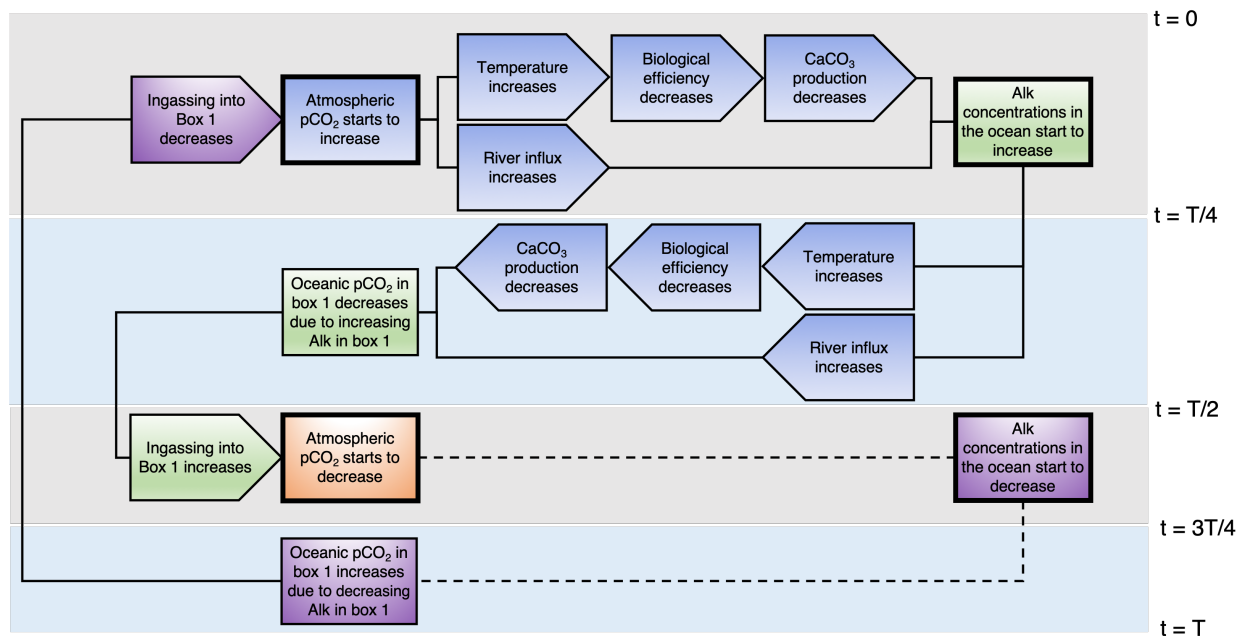 t = 0
Ingassing into
Box 1
decreases
Atmospheric
pCO₂ starts to
increase
Temperature
increases
Biological
efficiency
decreases
CaCO₃
production
decreases
River influx
increases
Alk
concentrations in
the ocean start to
increase
t = T/4
Oceanic pCO₂ in
box 1 decreases
due to increasing
Alk in box 1
CaCO₃
production
decreases
Biological
efficiency
decreases
Temperature
increases
River influx
increases
t = T/2
Ingassing into
Box 1 increases
Atmospheric
pCO₂ starts to
decrease
Alk
concentrations in
the ocean start to
decrease
t = 3T/4
Oceanic pCO₂ in
box 1 increases
due to decreasing
Alk in box 1
t = T